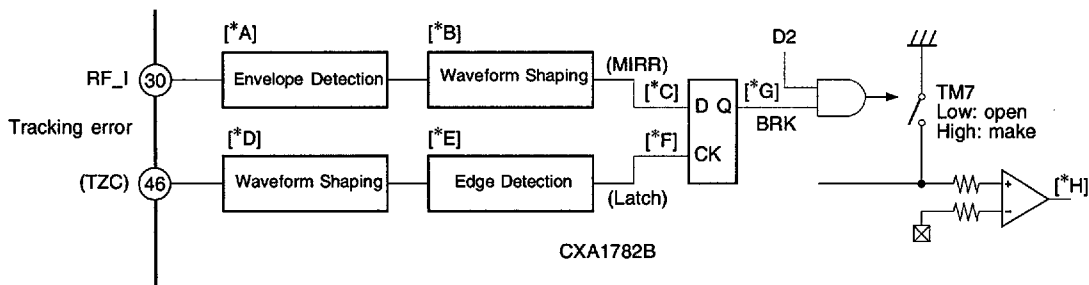 [*A]
[*B]
D2
RF_I
30
Envelope Detection
Waveform Shaping
(MIRR)
[*C]
D Q
[*G]
BRK
TM7
Low: open
High: make
Tracking error
[*D]
[*E]
[*F]
CK
(TZC)
46
Waveform Shaping
Edge Detection
(Latch)
+
−
[*H]
CXA1782B